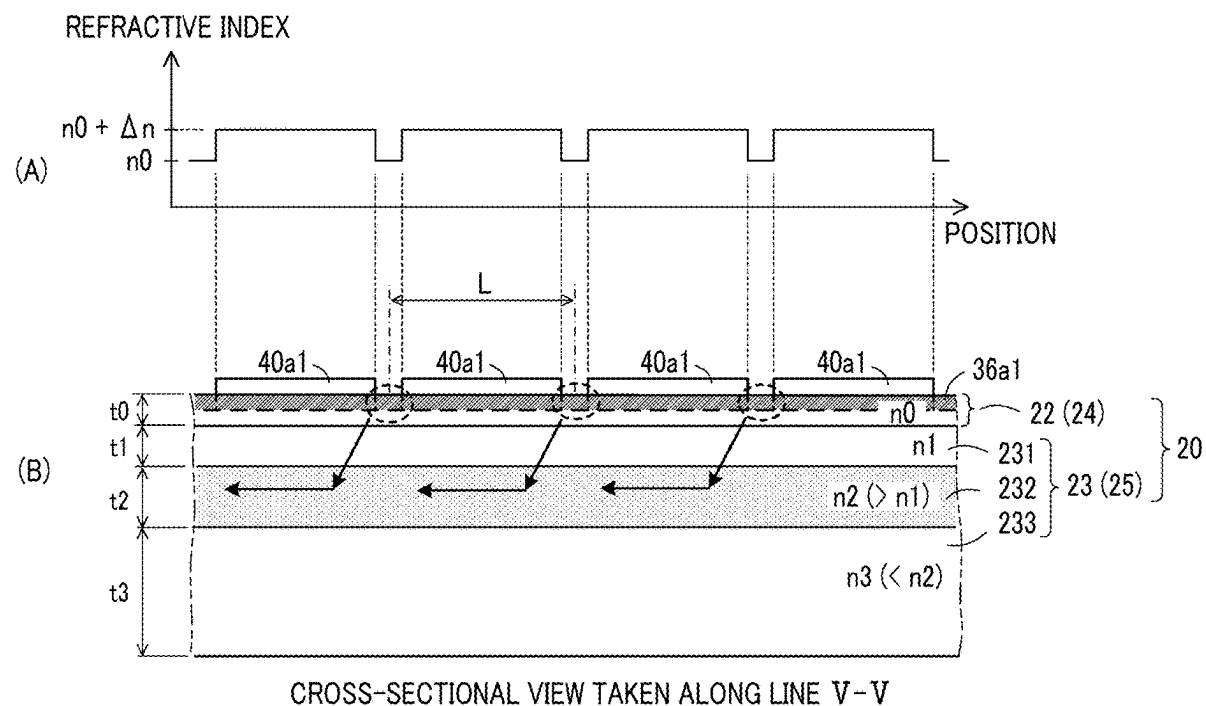 REFRACTIVE INDEX
n0 + Δn
n0
(A)
POSITION
L
40a1 40a1 40a1 40a1
36a1
t0 n0 22 (24)
t1 n1 231 20
(B)
t2 n2 (> n1) 232 23 (25)
233
t3 n3 (< n2)
CROSS-SECTIONAL VIEW TAKEN ALONG LINE V-V